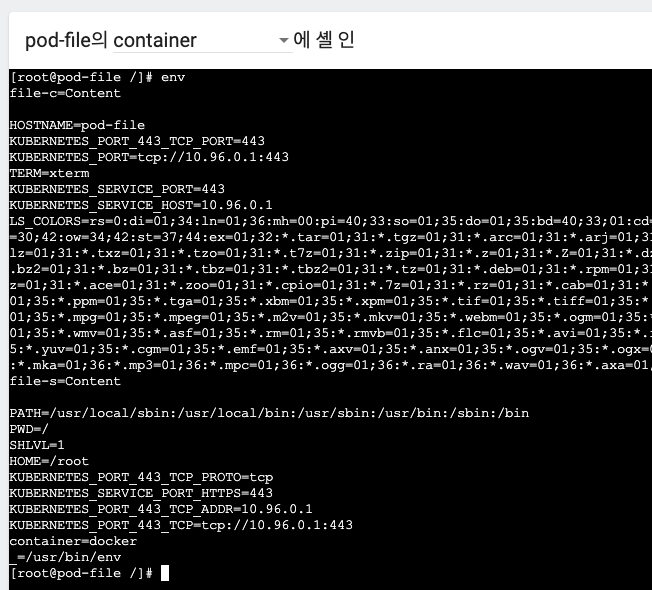 pod-file의 container 에 셸 인
[root@pod-file /]# env
file-c=Content
HOSTNAME=pod-file
KUBERNETES_PORT_443_TCP_PORT=443
KUBERNETES_PORT=tcp://10.96.0.1:443
TERM=xterm
KUBERNETES_SERVICE_PORT=443
KUBERNETES_SERVICE_HOST=10.96.0.1
LS_COLORS=rs=0:di=01;34:ln=01;36:mh=00:pi=40;33:so=01;35:do=01;35:bd=40;33;01:cd=
=30;42:ow=34;42:st=37;44:ex=01;32:*.tar=01;31:*.tgz=01;31:*.arc=01;31:*.arj=01;31
lz=01;31:*.txz=01;31:*.tzo=01;31:*.t7z=01;31:*.zip=01;31:*.z=01;31:*.Z=01;31:*.dz
.bz2=01;31:*.bz=01;31:*.tbz=01;31:*.tbz2=01;31:*.tz=01;31:*.deb=01;31:*.rpm=01;31
z=01;31:*.ace=01;31:*.zoo=01;31:*.cpio=01;31:*.7z=01;31:*.rz=01;31:*.cab=01;31:*
01;35:*.ppm=01;35:*.tga=01;35:*.xbm=01;35:*.xpm=01;35:*.tif=01;35:*.tiff=01;35:*
01;35:*.mpg=01;35:*.mpeg=01;35:*.m2v=01;35:*.mkv=01;35:*.webm=01;35:*.ogm=01;35:*
01;35:*.wmv=01;35:*.asf=01;35:*.rm=01;35:*.rmvb=01;35:*.flc=01;35:*.avi=01;35:*.f
5:*.yuv=01;35:*.cgm=01;35:*.emf=01;35:*.axv=01;35:*.anx=01;35:*.ogv=01;35:*.ogx=0
:*.mka=01;36:*.mp3=01;36:*.mpc=01;36:*.ogg=01;36:*.ra=01;36:*.wav=01;36:*.axa=01;
file-s=Content
PATH=/usr/local/sbin:/usr/local/bin:/usr/sbin:/usr/bin:/sbin:/bin
PWD=/
SHLVL=1
HOME=/root
KUBERNETES_PORT_443_TCP_PROTO=tcp
KUBERNETES_SERVICE_PORT_HTTPS=443
KUBERNETES_PORT_443_TCP_ADDR=10.96.0.1
KUBERNETES_PORT_443_TCP=tcp://10.96.0.1:443
container=docker
_=/usr/bin/env
[root@pod-file /]#